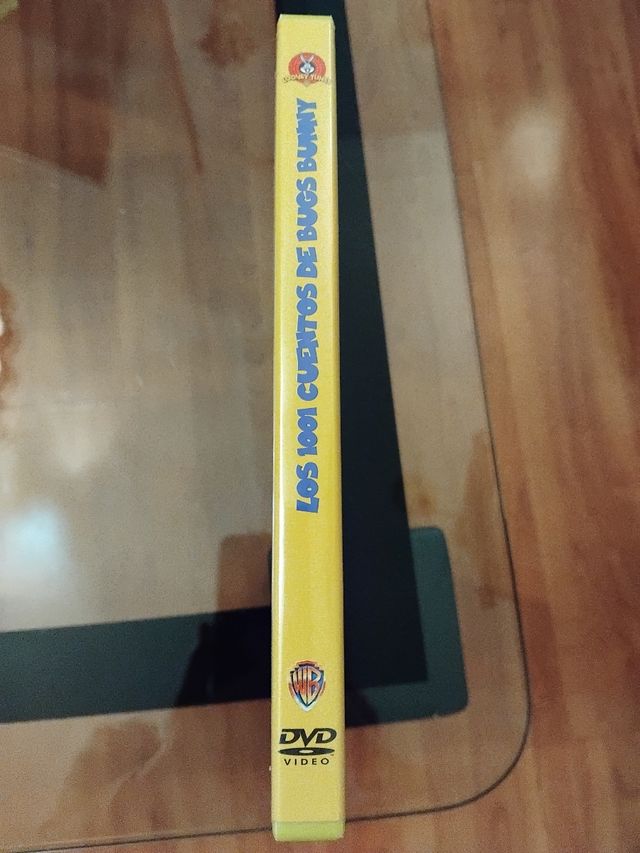 LOONEY TUNES
LOS 1001 CUENTOS DE BUGS BUNNY
WB
DVD
VIDEO